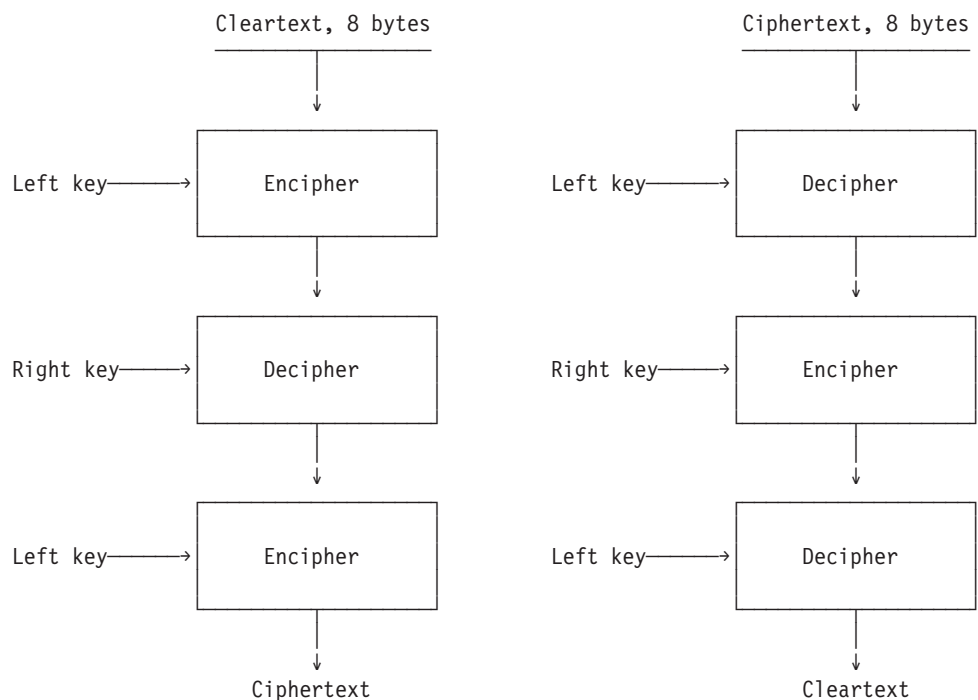 Cleartext, 8 bytes
Left key
Encipher
Right key
Decipher
Left key
Encipher
Ciphertext
Ciphertext, 8 bytes
Left key
Decipher
Right key
Encipher
Left key
Decipher
Cleartext